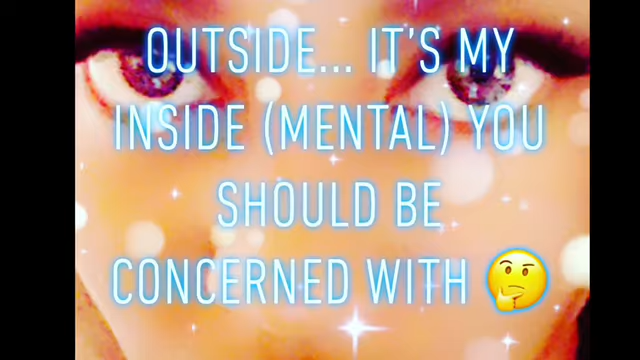 OUTSIDE... IT'S MY
INSIDE (MENTAL) YOU
SHOULD BE
CONCERNED WITH 🤔